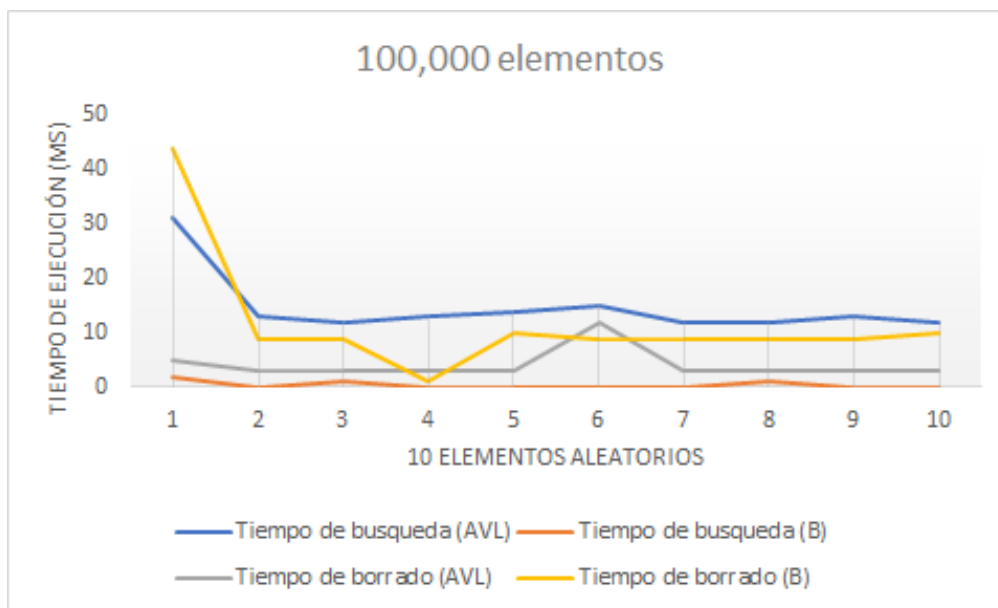 100,000 elementos
TIEMPO DE EJECUCIÓN (MS)
50
40
30
20
10
0
1 2 3 4 5 6 7 8 9 10
10 ELEMENTOS ALEATORIOS
Tiempo de busqueda (AVL) Tiempo de busqueda (B)
Tiempo de borrado (AVL) Tiempo de borrado (B)